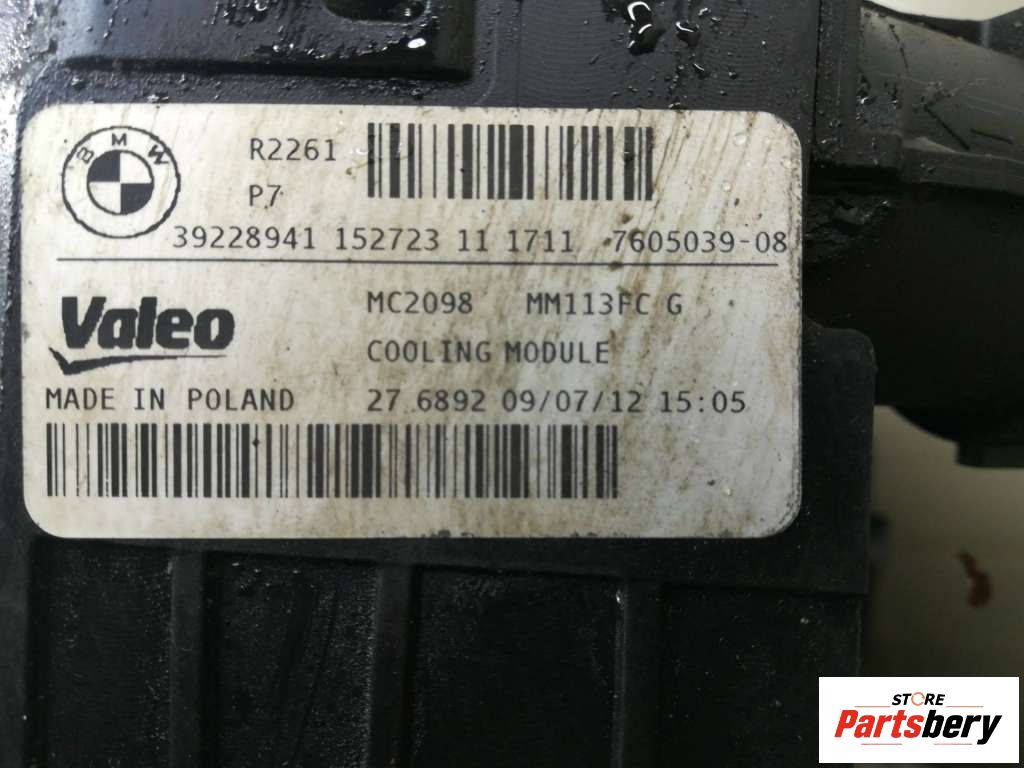 BMW
R2261
P7
39228941 152723 11 1711 7605039-08
Valeo
MC2098 MM113FC G
COOLING MODULE
MADE IN POLAND 27 6892 09/07/12 15:05
STORE
Partsbery